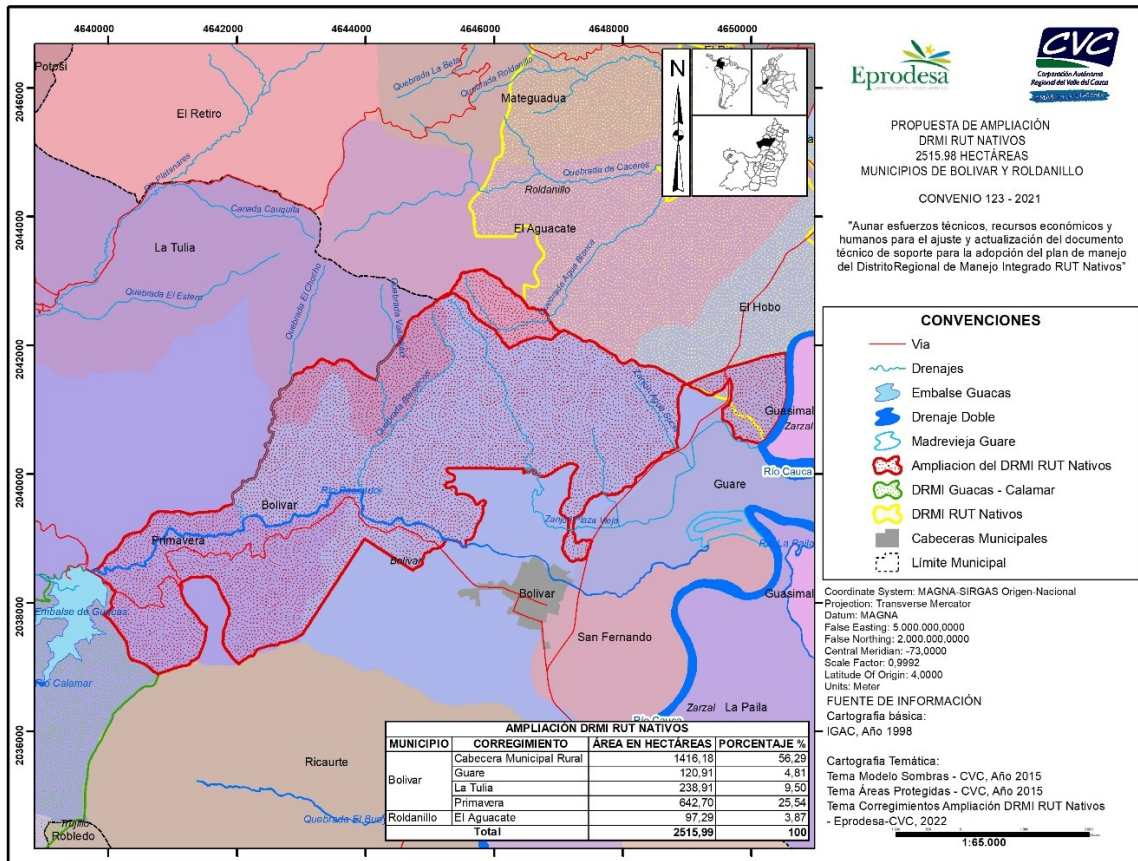 4640000 4642000 4644000 4646000 4648000 4650000
2046000
2044000
2042000
2040000
2038000
2036000
Potosi
El Retiro
Quebrada La Beta
Quebrada Roldanillo
Mateguadua
Río Platanares
Quebrada de Caceres
Roldanillo
Canada Cauquita
La Tulia
El Aguacate
Quebrada Agua Blanca
Quebrada El Estero
Quebrada El Chocho
El Hobo
Guasimal
Zarzal
Río Cauca
Guare
Bolivar
Primavera
Zanjon Plaza Vieja
Bolivar
Río La Paila
Bolivar
Guasimal
Embalse de Guacas
San Fernando
Río Calamar
Zarzal
La Paila
Río Cauca
Ricaurte
Trujillo
Robledo
N
AMPLIACIÓN DRMI RUT NATIVOS
MUNICIPIO CORREGIMIENTO ÁREA EN HECTÁREAS PORCENTAJE %
Bolivar
Cabecera Municipal Rural 1416,18 56,29
Guare 120,91 4,81
La Tulia 238,91 9,50
Primavera 642,70 25,54
Roldanillo El Aguacate 97,29 3,87
Total 2515,99 100
Eprodesa
CVC
Corporación Autónoma
Regional del Valle del Cauca
PROPUESTA DE AMPLIACIÓN
DRMI RUT NATIVOS
2515.98 HECTÁREAS
MUNICIPIOS DE BOLIVAR Y ROLDANILLO
CONVENIO 123 - 2021
"Aunar esfuerzos técnicos, recursos económicos y
humanos para el ajuste y actualización del documento
técnico de soporte para la adopción del plan de manejo
del DistritoRegional de Manejo Integrado RUT Nativos"
CONVENCIONES
Via
Drenajes
Embalse Guacas
Drenaje Doble
Madrevieja Guare
Ampliacion del DRMI RUT Nativos
DRMI Guacas - Calamar
DRMI RUT Nativos
Cabeceras Municipales
Límite Municipal
Coordinate System: MAGNA-SIRGAS Origen-Nacional
Projection: Transverse Mercator
Datum: MAGNA
False Easting: 5.000.000,0000
False Northing: 2.000.000,0000
Central Meridian: -73,0000
Scale Factor: 0,9992
Latitude Of Origin: 4,0000
Units: Meter
FUENTE DE INFORMACIÓN
Cartografía básica:
IGAC, Año 1998
Cartografía Temática:
Tema Modelo Sombras - CVC, Año 2015
Tema Áreas Protegidas - CVC, Año 2015
Tema Corregimientos Ampliación DRMI RUT Nativos
- Eprodesa-CVC, 2022
1:65.000